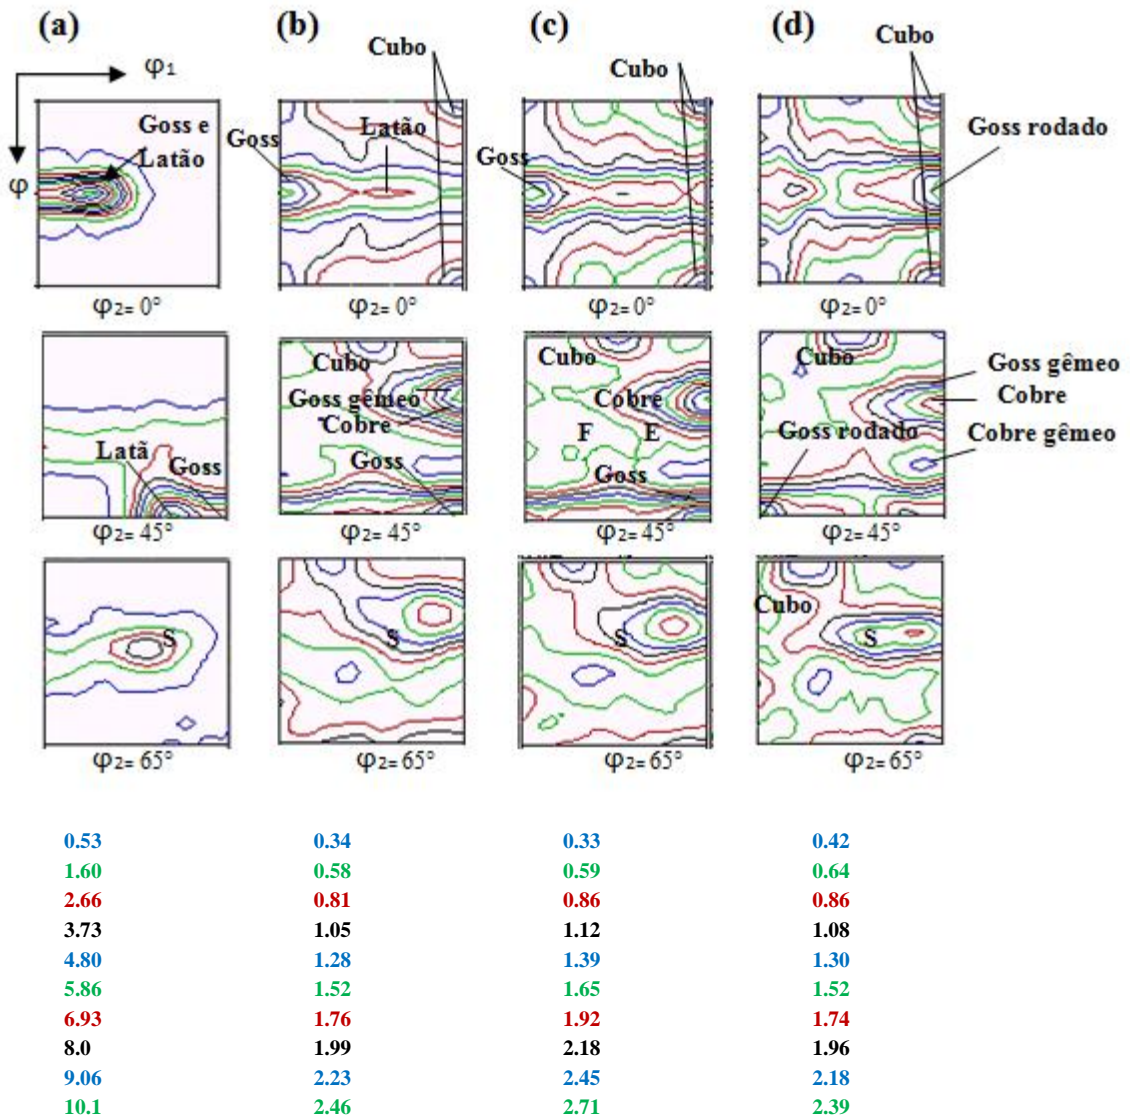 (a) (b) (c) (d)
φ₁
φ
Goss e
Latão
Cubo
Goss
Latão
Cubo
Goss
Cubo
Goss rodado
φ₂= 0° φ₂= 0° φ₂= 0° φ₂= 0°
Latã
Goss
Cubo
Goss gêmeo
Cobre
Goss
Cubo
Cobre
F E
Goss
Cubo
Goss rodado
Goss gêmeo
Cobre
Cobre gêmeo
φ₂= 45° φ₂= 45° φ₂= 45° φ₂= 45°
S
S
S
Cubo
S
φ₂= 65° φ₂= 65° φ₂= 65° φ₂= 65°
0.53 0.34 0.33 0.42
1.60 0.58 0.59 0.64
2.66 0.81 0.86 0.86
3.73 1.05 1.12 1.08
4.80 1.28 1.39 1.30
5.86 1.52 1.65 1.52
6.93 1.76 1.92 1.74
8.0 1.99 2.18 1.96
9.06 2.23 2.45 2.18
10.1 2.46 2.71 2.39